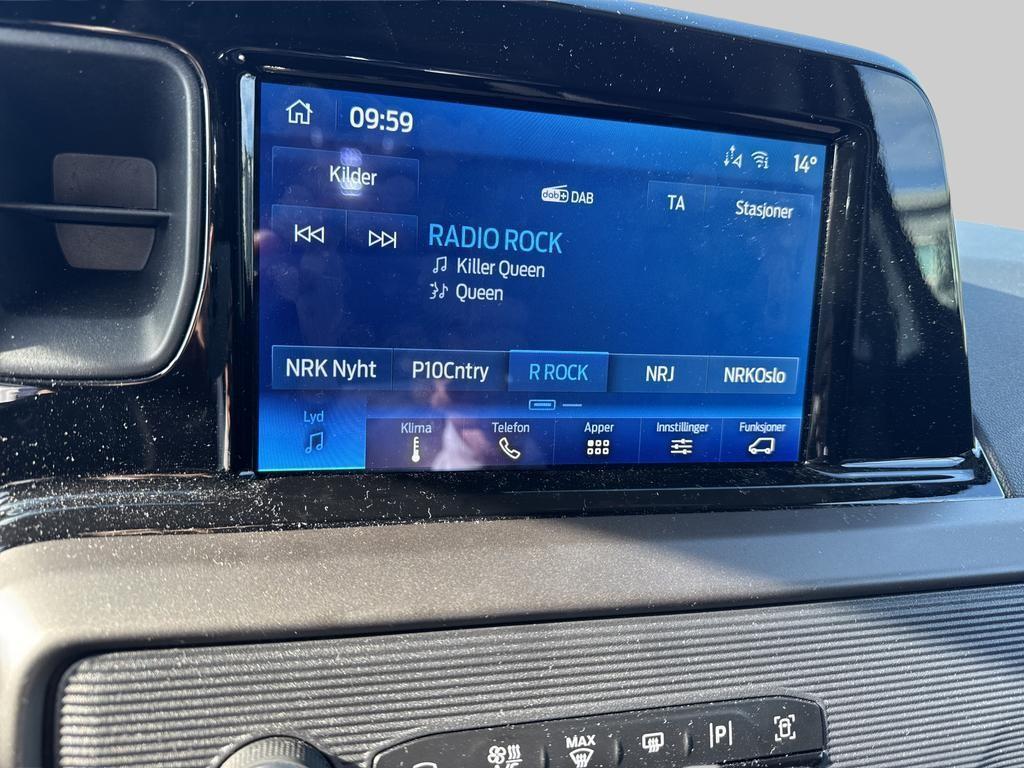 09:59
14°
Kilder
dab+ DAB
TA
Stasjoner
RADIO ROCK
Killer Queen
Queen
NRK Nyht
P10Cntry
R ROCK
NRJ
NRKOslo
Lyd
Klima
Telefon
Apper
Innstillinger
Funksjoner
MAX
P
A/C